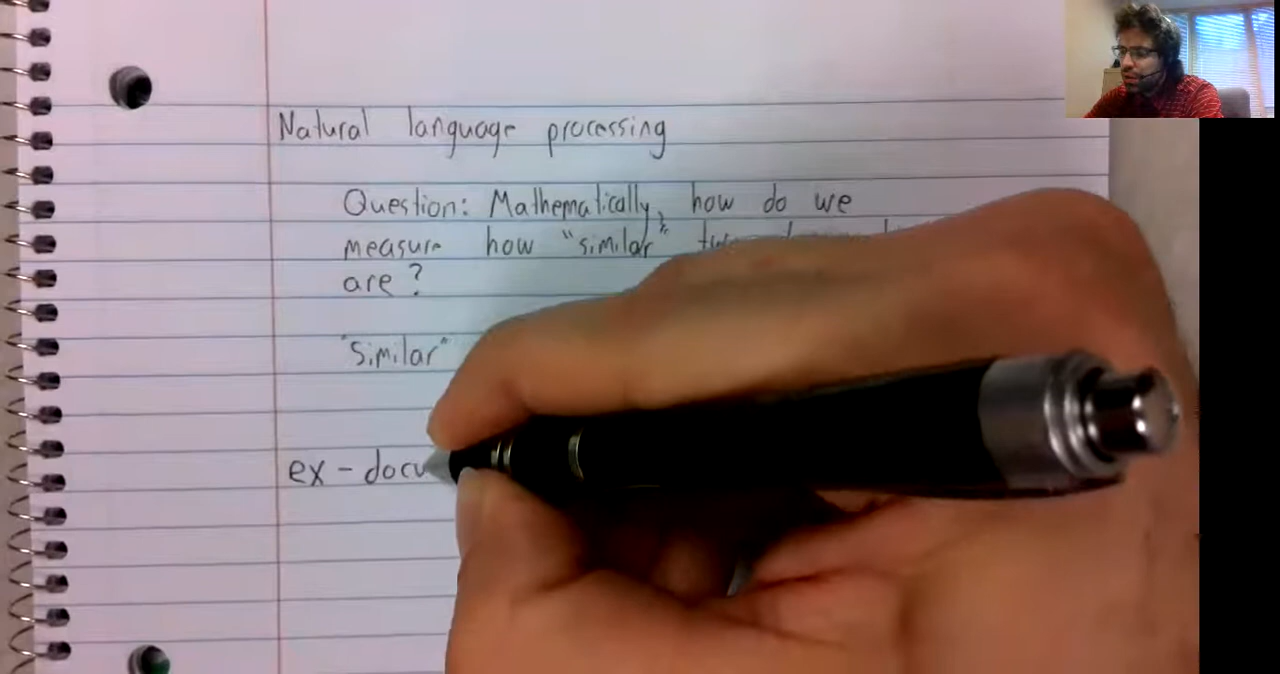 Natural language processing
Question: Mathematically, how do we
measure how "similar"
are?
"similar"
ex - docu